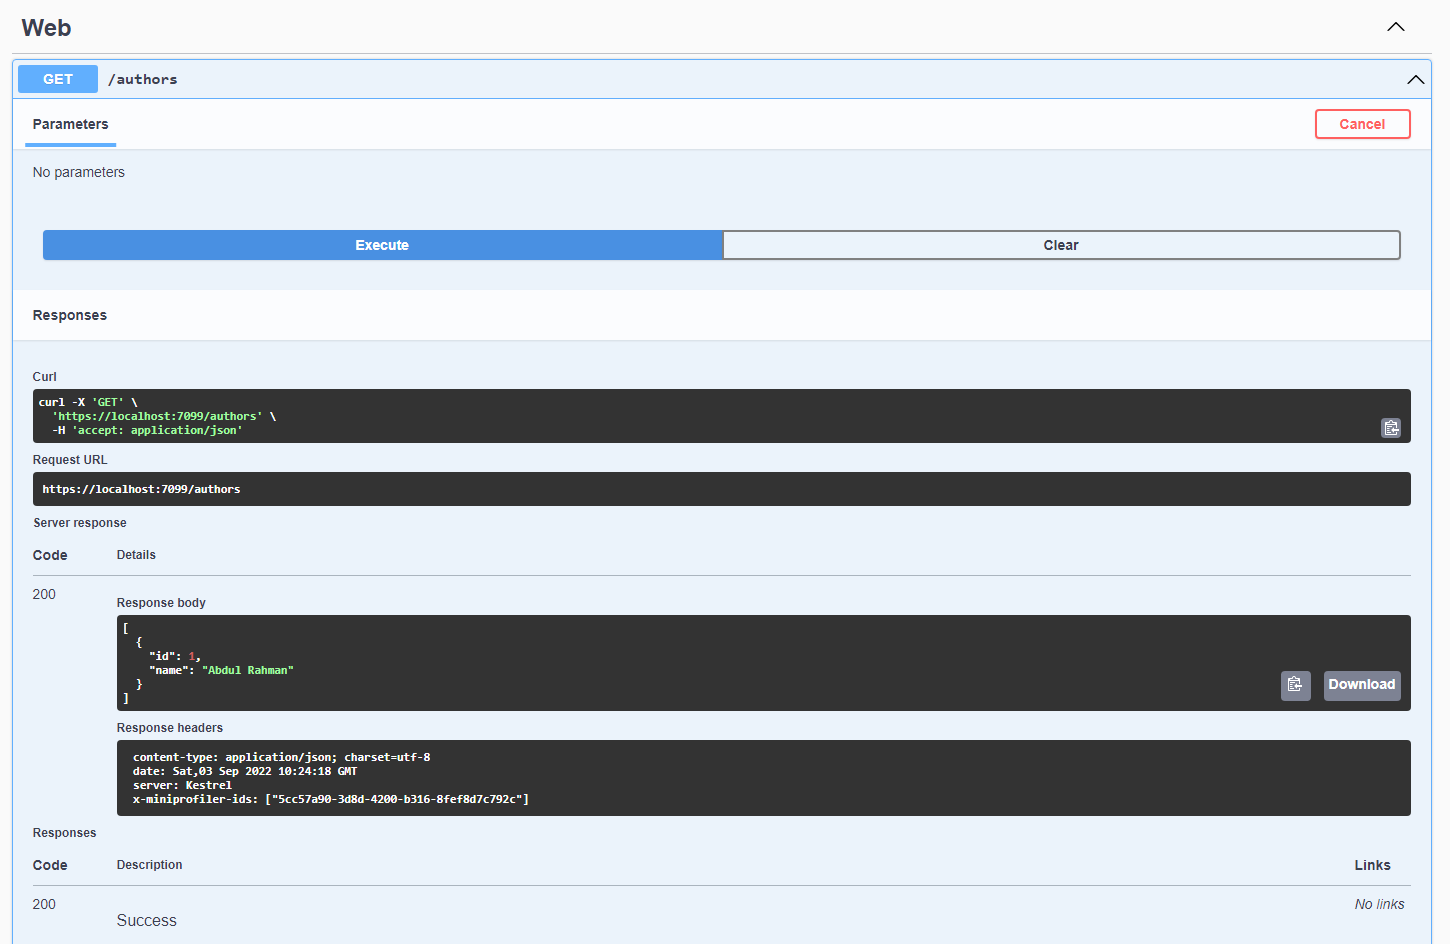 Web
GET /authors
Parameters Cancel
No parameters
Execute Clear
Responses
Curl
curl -X 'GET' \
'https://localhost:7099/authors' \
-H 'accept: application/json'
Request URL
https://localhost:7099/authors
Server response
Code Details
200
Response body
[
{
"id": 1,
"name": "Abdul Rahman"
}
]
Download
Response headers
content-type: application/json; charset=utf-8
date: Sat,03 Sep 2022 10:24:18 GMT
server: Kestrel
x-miniprofiler-ids: ["5cc57a90-3d8d-4200-b316-8fef8d7c792c"]
Responses
Code Description Links
200 No links
Success